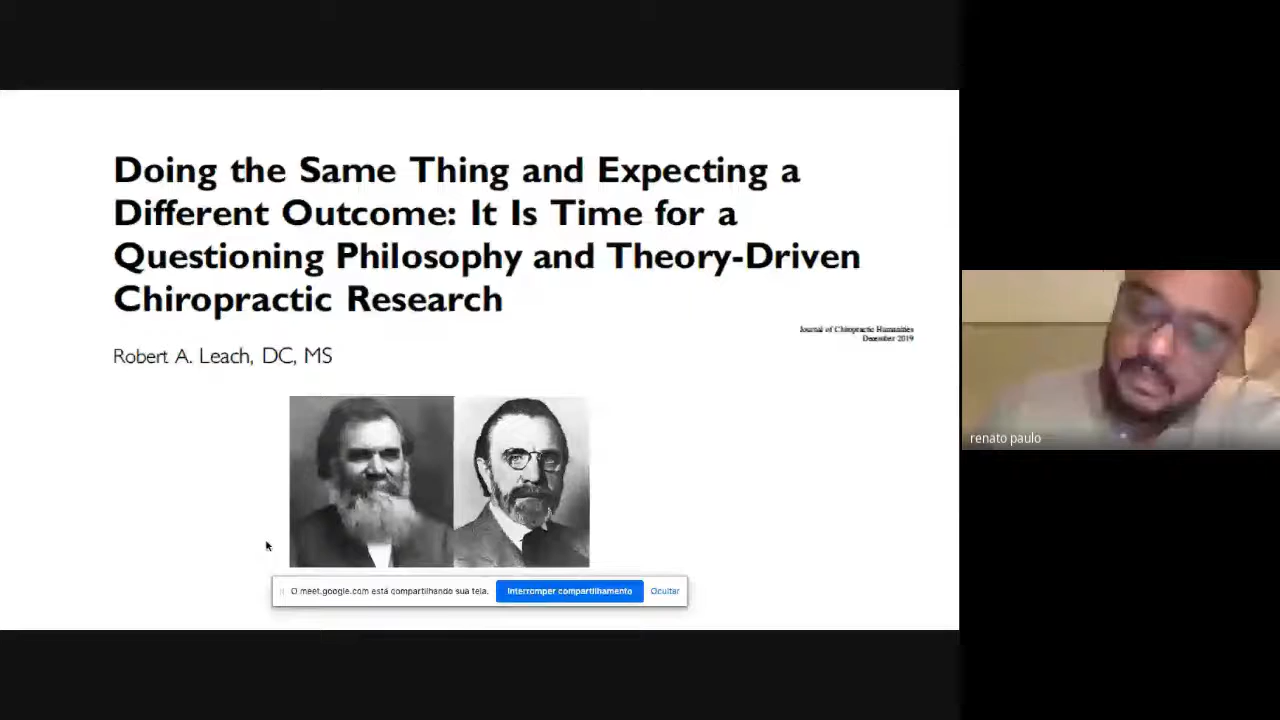 Doing the Same Thing and Expecting a
Different Outcome: It Is Time for a
Questioning Philosophy and Theory-Driven
Chiropractic Research
Journal of Chiropractic Humanities
December 2019
Robert A. Leach, DC, MS
renato paulo
O meet.google.com está compartilhando sua tela.
Interromper compartilhamento
Ocultar